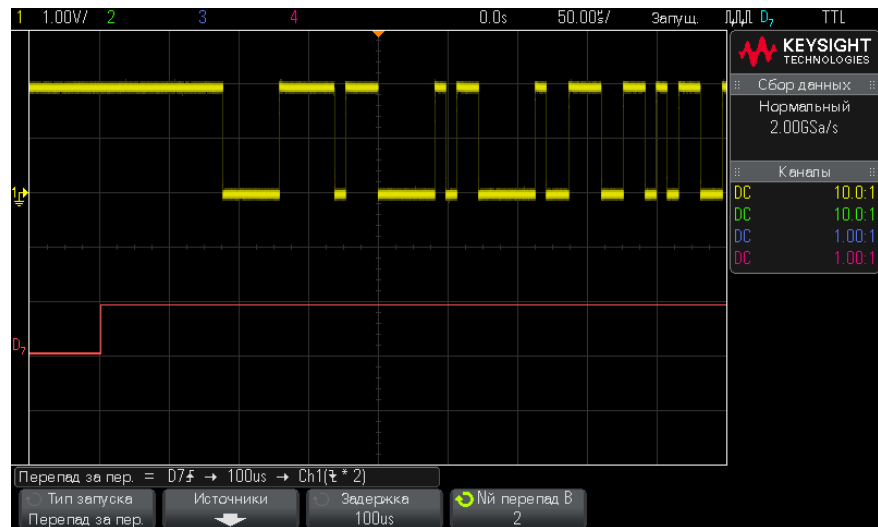 1 1.00V/ 2 3 4 0.0s 50.00us/ Запущ. D7 TTL
KEYSIGHT
TECHNOLOGIES
Сбор данных
Нормальный
2.00GSa/s
Каналы
DC 10.0:1
DC 10.0:1
DC 1.00:1
DC 1.00:1
1
D7
Перепад за пер. = D7 → 100us → Ch1( * 2)
Тип запуска Источники Задержка Nй перепад В
Перепад за пер. 100us 2